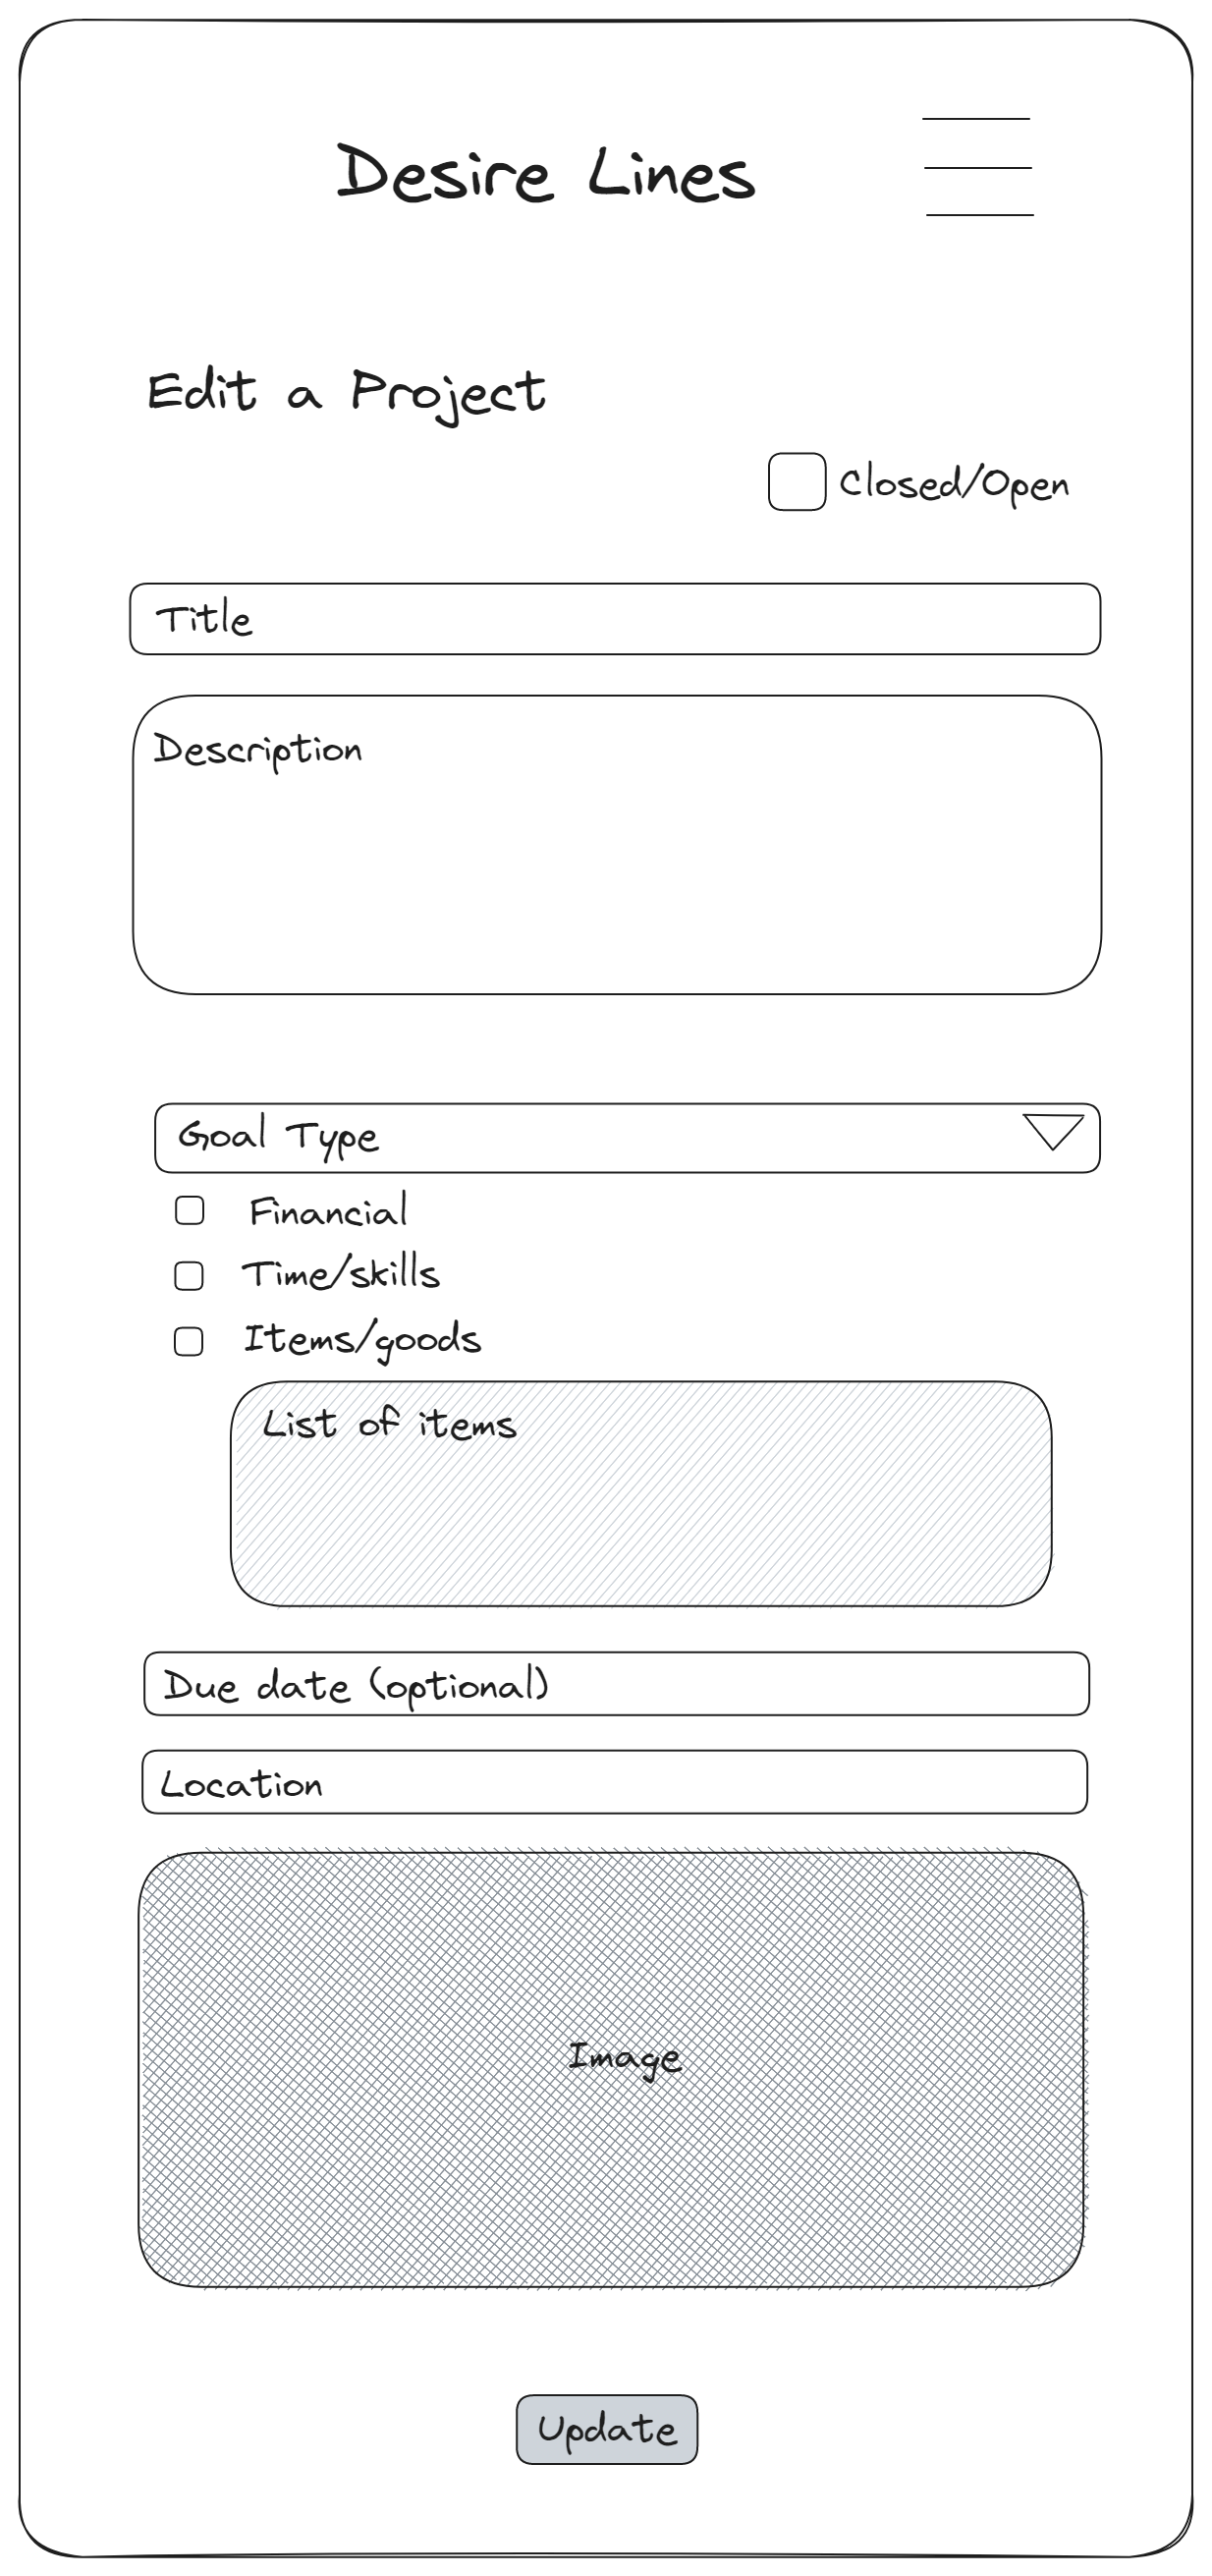 Desire Lines
Edit a Project
Closed/Open
Title
Description
Goal Type
Financial
Time/skills
Items/goods
List of items
Due date (optional)
Location
Image
Update